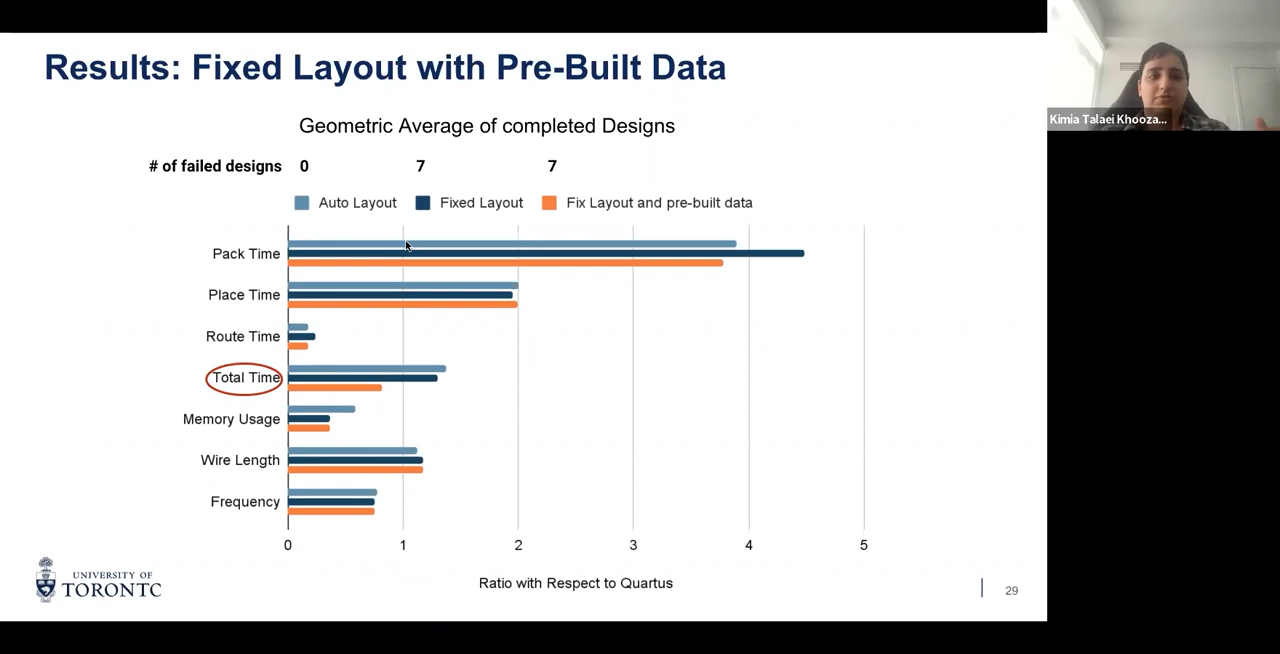 Results: Fixed Layout with Pre-Built Data
Kimia Talaei Khooza...
Geometric Average of completed Designs
# of failed designs 0 7 7
Auto Layout Fixed Layout Fix Layout and pre-built data
Pack Time
Place Time
Route Time
Total Time
Memory Usage
Wire Length
Frequency
0 1 2 3 4 5
Ratio with Respect to Quartus
UNIVERSITY OF
TORONTO
29